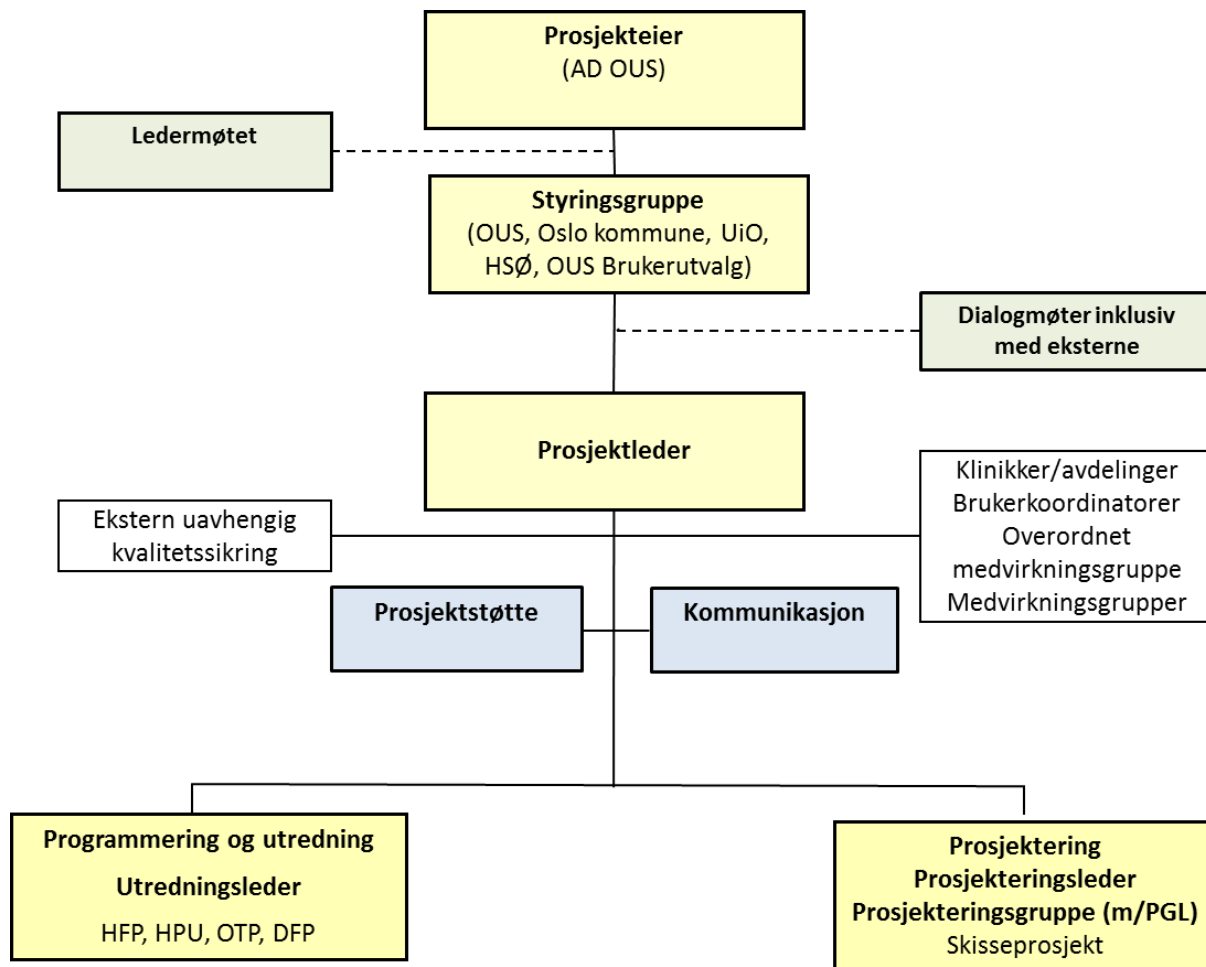 Prosjekteier
(AD OUS)
Ledermøtet
Styringsgruppe
(OUS, Oslo kommune, UiO,
HSØ, OUS Brukerutvalg)
Dialogmøter inklusiv
med eksterne
Prosjektleder
Klinikker/avdelinger
Brukerkoordinatorer
Overordnet
medvirkningsgruppe
Medvirkningsgrupper
Ekstern uavhengig
kvalitetssikring
Prosjektstøtte
Kommunikasjon
Programmering og utredning
Utredningsleder
HFP, HPU, OTP, DFP
Prosjektering
Prosjekteringsleder
Prosjekteringsgruppe (m/PGL)
Skisseprosjekt